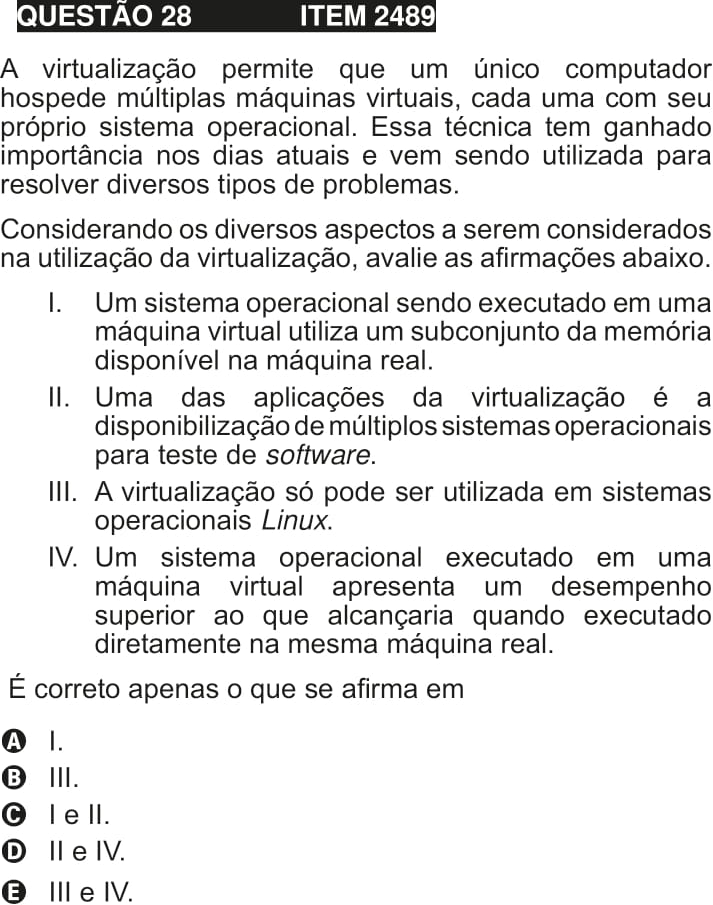 QUESTÃO 28 ITEM 2489
A virtualização permite que um único computador
hospede múltiplas máquinas virtuais, cada uma com seu
próprio sistema operacional. Essa técnica tem ganhado
importância nos dias atuais e vem sendo utilizada para
resolver diversos tipos de problemas.
Considerando os diversos aspectos a serem considerados
na utilização da virtualização, avalie as afirmações abaixo.
I. Um sistema operacional sendo executado em uma
máquina virtual utiliza um subconjunto da memória
disponível na máquina real.
II. Uma das aplicações da virtualização é a
disponibilização de múltiplos sistemas operacionais
para teste de software.
III. A virtualização só pode ser utilizada em sistemas
operacionais Linux.
IV. Um sistema operacional executado em uma
máquina virtual apresenta um desempenho
superior ao que alcançaria quando executado
diretamente na mesma máquina real.
É correto apenas o que se afirma em
A I.
B III.
C I e II.
D II e IV.
E III e IV.